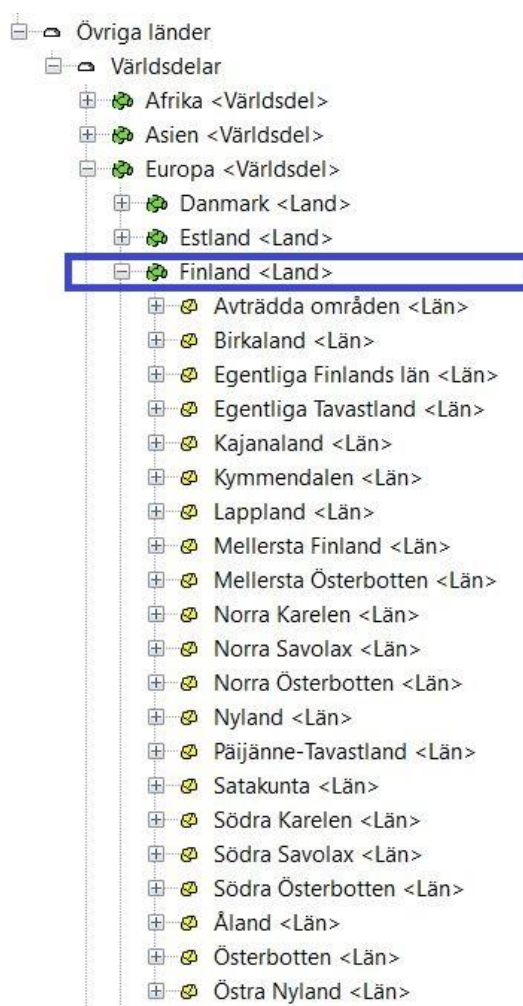 Övriga länder
Världsdelar
Afrika <Världsdel>
Asien <Världsdel>
Europa <Världsdel>
Danmark <Land>
Estland <Land>
Finland <Land>
Avträdda områden <Län>
Birkaland <Län>
Egentliga Finlands län <Län>
Egentliga Tavastland <Län>
Kajanaland <Län>
Kymmendalen <Län>
Lappland <Län>
Mellersta Finland <Län>
Mellersta Österbotten <Län>
Norra Karelen <Län>
Norra Savolax <Län>
Norra Österbotten <Län>
Nyland <Län>
Päijänne-Tavastland <Län>
Satakunta <Län>
Södra Karelen <Län>
Södra Savolax <Län>
Södra Österbotten <Län>
Åland <Län>
Österbotten <Län>
Östra Nyland <Län>